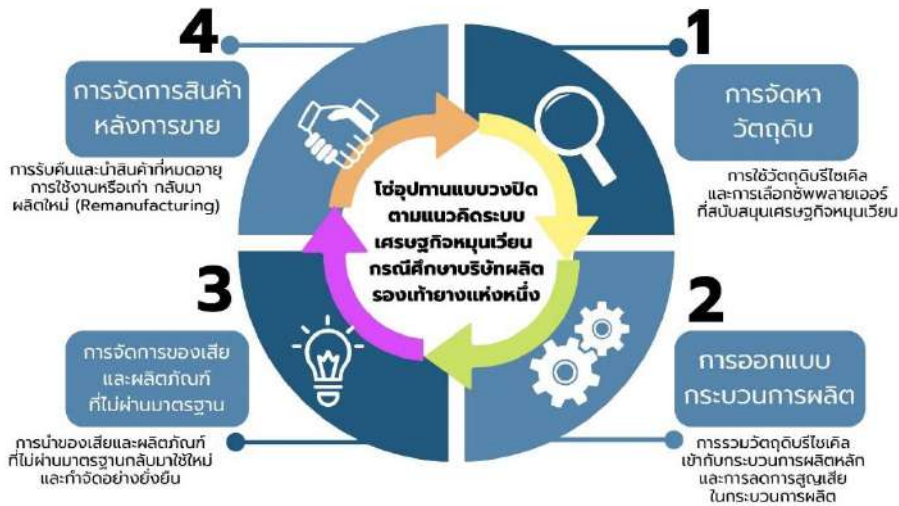 โซ่อุปทานแบบวงปิด
ตามแนวคิดระบบ
เศรษฐกิจหมุนเวียน
กรณีศึกษาบริษัทผลิต
รองเท้ายางแห่งหนึ่ง
1
การจัดหา
วัตถุดิบ
การใช้วัตถุดิบรีไซเคิล
และการเลือกซัพพลายเออร์
ที่สนับสนุนเศรษฐกิจหมุนเวียน
2
การออกแบบ
กระบวนการผลิต
การรวมวัตถุดิบรีไซเคิล
เข้ากับกระบวนการผลิตหลัก
และการลดการสูญเสีย
ในกระบวนการผลิต
3
การจัดการของเสีย
และผลิตภัณฑ์
ที่ไม่ผ่านมาตรฐาน
การนำของเสียและผลิตภัณฑ์
ที่ไม่ผ่านมาตรฐานกลับมาใช้ใหม่
และกำจัดอย่างยั่งยืน
4
การจัดการสินค้า
หลังการขาย
การรับคืนและนำสินค้าที่หมดอายุ
การใช้งานหรือเก่า กลับมา
ผลิตใหม่ (Remanufacturing)